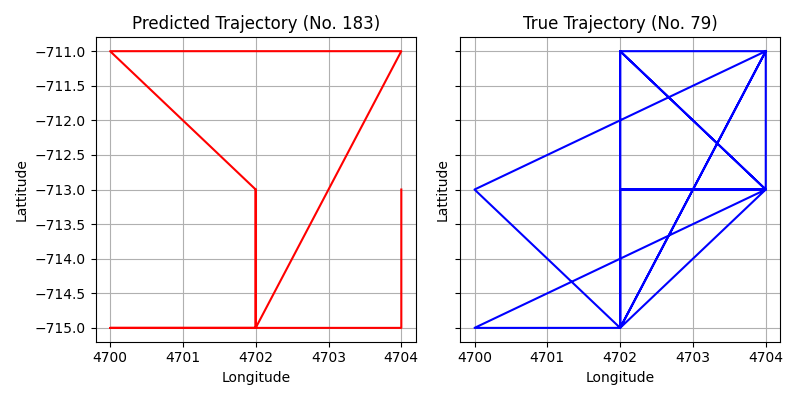 Predicted Trajectory (No. 183)
True Trajectory (No. 79)
−711.0
−711.5
−712.0
−712.5
−713.0
−713.5
−714.0
−714.5
−715.0
Lattitude
Lattitude
4700 4701 4702 4703 4704
4700 4701 4702 4703 4704
Longitude
Longitude